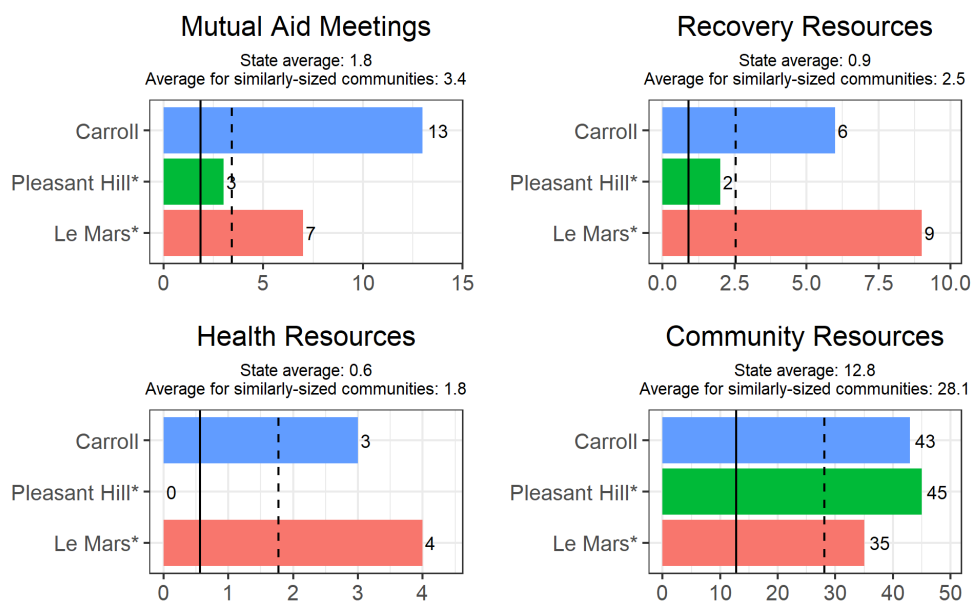 Mutual Aid Meetings
State average: 1.8
Average for similarly-sized communities: 3.4
Carroll
13
Pleasant Hill*
3
Le Mars*
7
0
5
10
15
Recovery Resources
State average: 0.9
Average for similarly-sized communities: 2.5
Carroll
6
Pleasant Hill*
2
Le Mars*
9
0.0
2.5
5.0
7.5
10.0
Health Resources
State average: 0.6
Average for similarly-sized communities: 1.8
Carroll
3
Pleasant Hill*
0
Le Mars*
4
0
1
2
3
4
Community Resources
State average: 12.8
Average for similarly-sized communities: 28.1
Carroll
43
Pleasant Hill*
45
Le Mars*
35
0
10
20
30
40
50